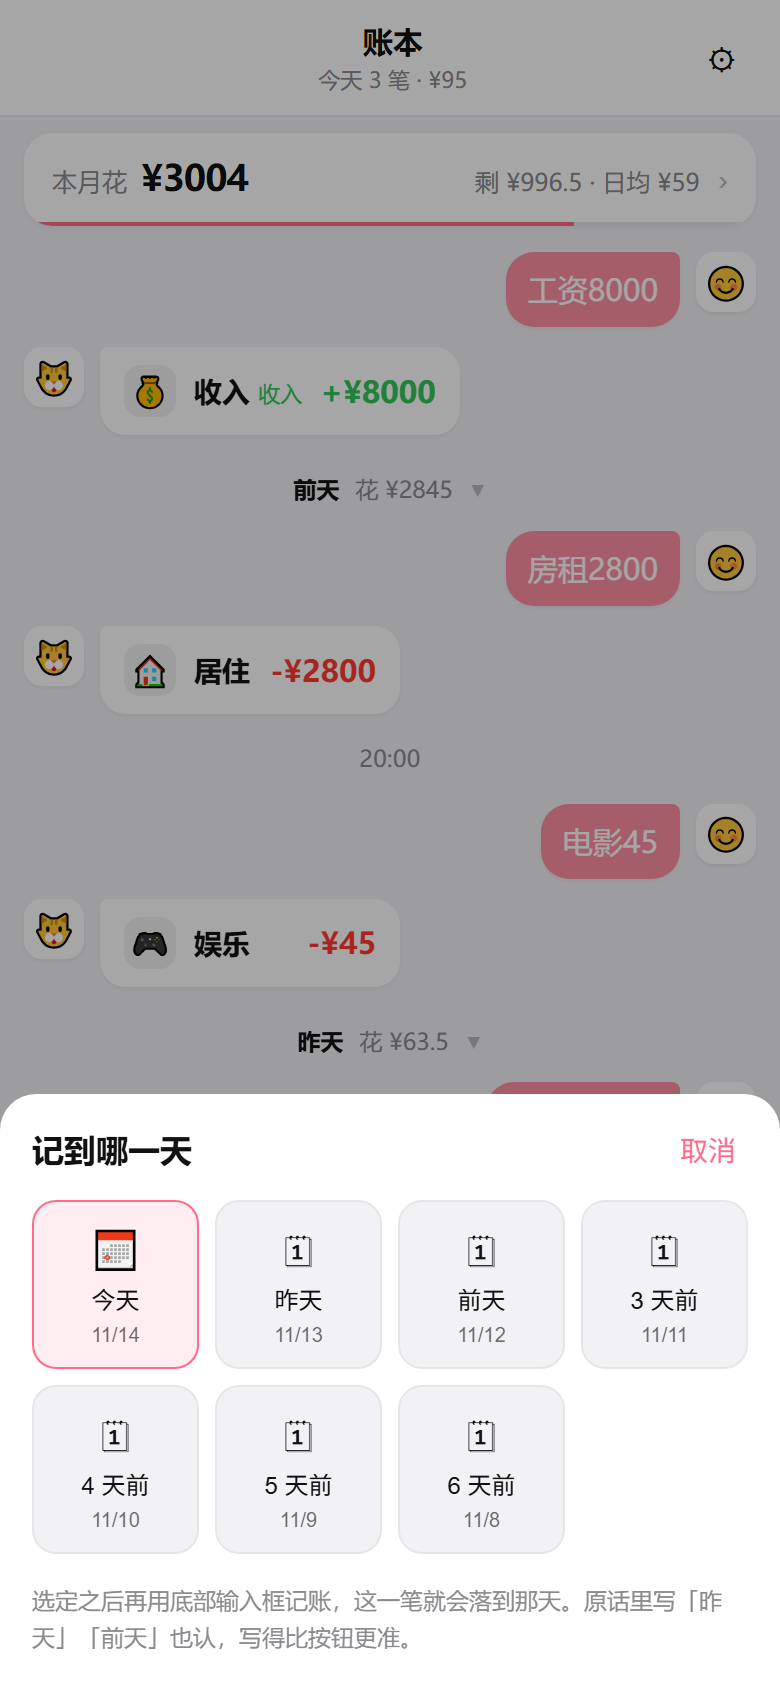 账本
今天 3 笔 · ¥95
本月花 ¥3004 剩 ¥996.5 · 日均 ¥59 ›
工资8000
收入 收入 +¥8000
前天 花 ¥2845 ▼
房租2800
居住 -¥2800
20:00
电影45
娱乐 -¥45
昨天 花 ¥63.5 ▼
记到哪一天 取消
今天
11/14
1
昨天
11/13
1
前天
11/12
1
3 天前
11/11
1
4 天前
11/10
1
5 天前
11/9
1
6 天前
11/8
选定之后再用底部输入框记账，这一笔就会落到那天。原话里写「昨
天」「前天」也认，写得比按钮更准。